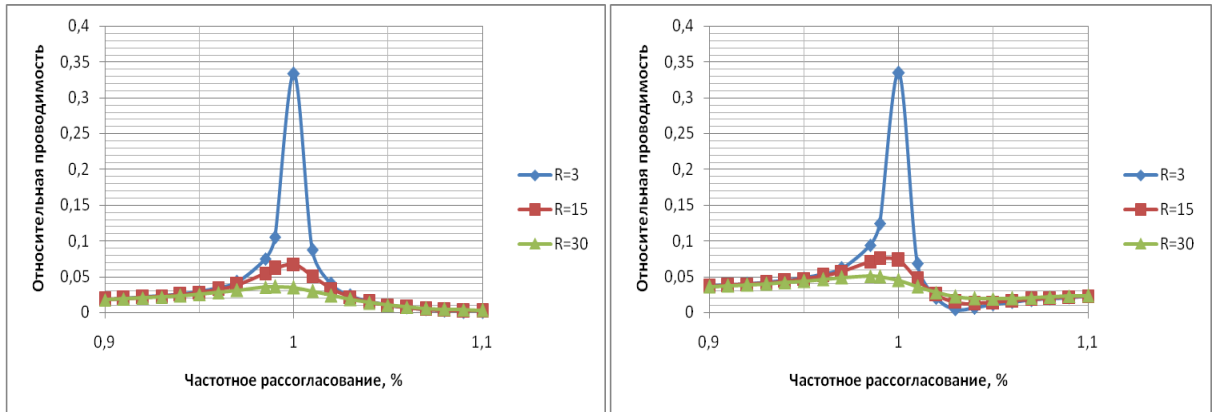 Относительная проводимость
0,4
0,35
0,3
0,25
0,2
0,15
0,1
0,05
0
0,9
1
1,1
Частотное рассогласование, %
R=3
R=15
R=30
Относительная проводимость
0,4
0,35
0,3
0,25
0,2
0,15
0,1
0,05
0
0,9
1
1,1
Частотное рассогласование, %
R=3
R=15
R=30